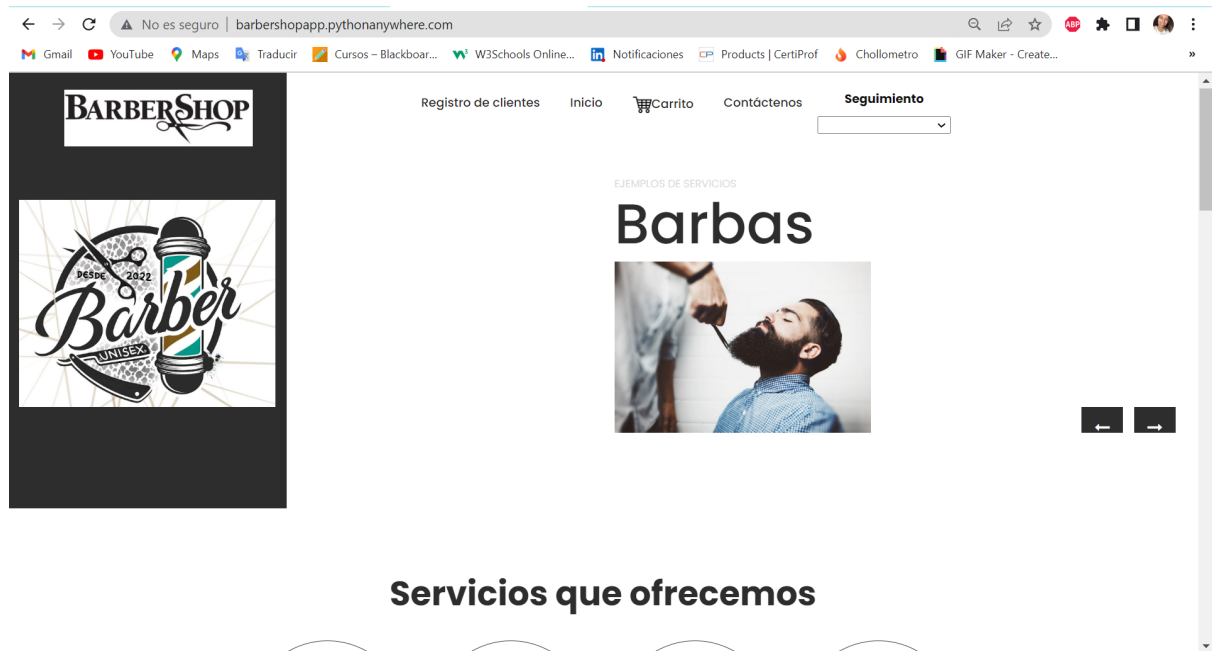 No es seguro | barbershopapp.pythonanywhere.com
ABP
Gmail YouTube Maps Traducir Cursos – Blackboar... W3Schools Online... Notificaciones CP Products | CertiProf Chollometro GIF Maker - Create... »
BARBERSHOP
Registro de clientes Inicio Carrito Contáctenos Seguimiento
EJEMPLOS DE SERVICIOS
Barbas
DESDE 2022
Barber
UNISEX
Servicios que ofrecemos